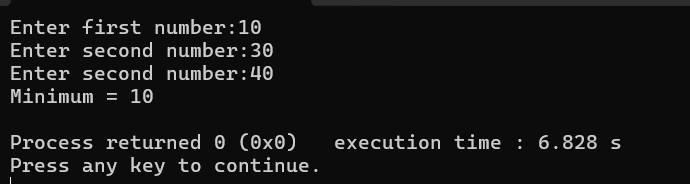 Enter first number:10
Enter second number:30
Enter second number:40
Minimum = 10
Process returned 0 (0x0)   execution time : 6.828 s
Press any key to continue.